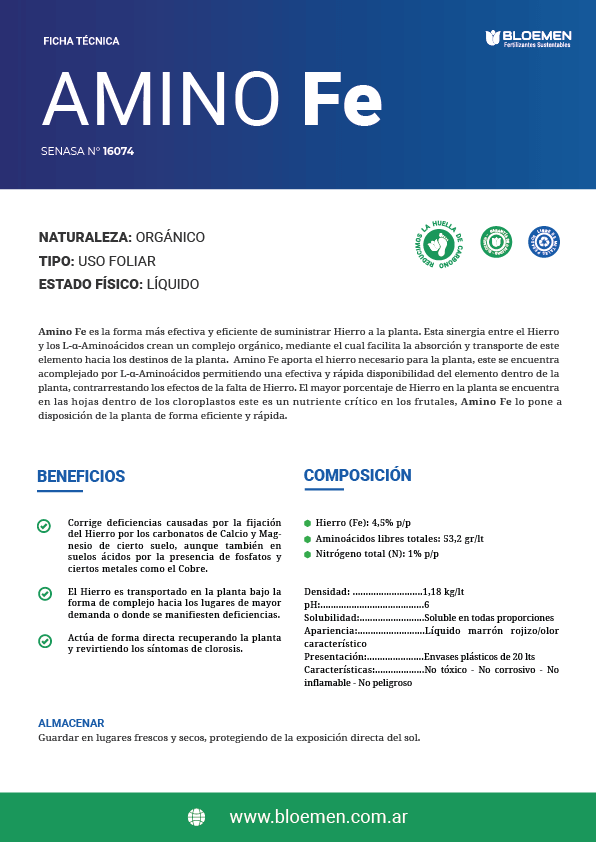 FICHA TÉCNICA
BLOEMEN
Fertilizantes Sustentables
AMINO Fe
SENASA Nº 16074
NATURALEZA: ORGÁNICO
TIPO: USO FOLIAR
ESTADO FÍSICO: LÍQUIDO
REDUCIMOS LA HUELLA DE CARBONO
Amino Fe es la forma más efectiva y eficiente de suministrar Hierro a la planta. Esta sinergia entre el Hierro
y los L-α-Aminoácidos crean un complejo orgánico, mediante el cual facilita la absorción y transporte de este
elemento hacia los destinos de la planta. Amino Fe aporta el hierro necesario para la planta, este se encuentra
acomplejado por L-α-Aminoácidos permitiendo una efectiva y rápida disponibilidad del elemento dentro de la
planta, contrarrestando los efectos de la falta de Hierro. El mayor porcentaje de Hierro en la planta se encuentra
en las hojas dentro de los cloroplastos este es un nutriente crítico en los frutales, Amino Fe lo pone a
disposición de la planta de forma eficiente y rápida.
BENEFICIOS
Corrige deficiencias causadas por la fijación
del Hierro por los carbonatos de Calcio y Mag-
nesio de cierto suelo, aunque también en
suelos ácidos por la presencia de fosfatos y
ciertos metales como el Cobre.
El Hierro es transportado en la planta bajo la
forma de complejo hacia los lugares de mayor
demanda o donde se manifiesten deficiencias.
Actúa de forma directa recuperando la planta
y revirtiendo los síntomas de clorosis.
COMPOSICIÓN
Hierro (Fe): 4,5% p/p
Aminoácidos libres totales: 53,2 gr/lt
Nitrógeno total (N): 1% p/p
Densidad: ...........................1,18 kg/lt
pH:........................................6
Solubilidad:.........................Soluble en todas proporciones
Apariencia:..........................Líquido marrón rojizo/olor
característico
Presentación:......................Envases plásticos de 20 lts
Características:...................No tóxico - No corrosivo - No
inflamable - No peligroso
ALMACENAR
Guardar en lugares frescos y secos, protegiendo de la exposición directa del sol.
www.bloemen.com.ar